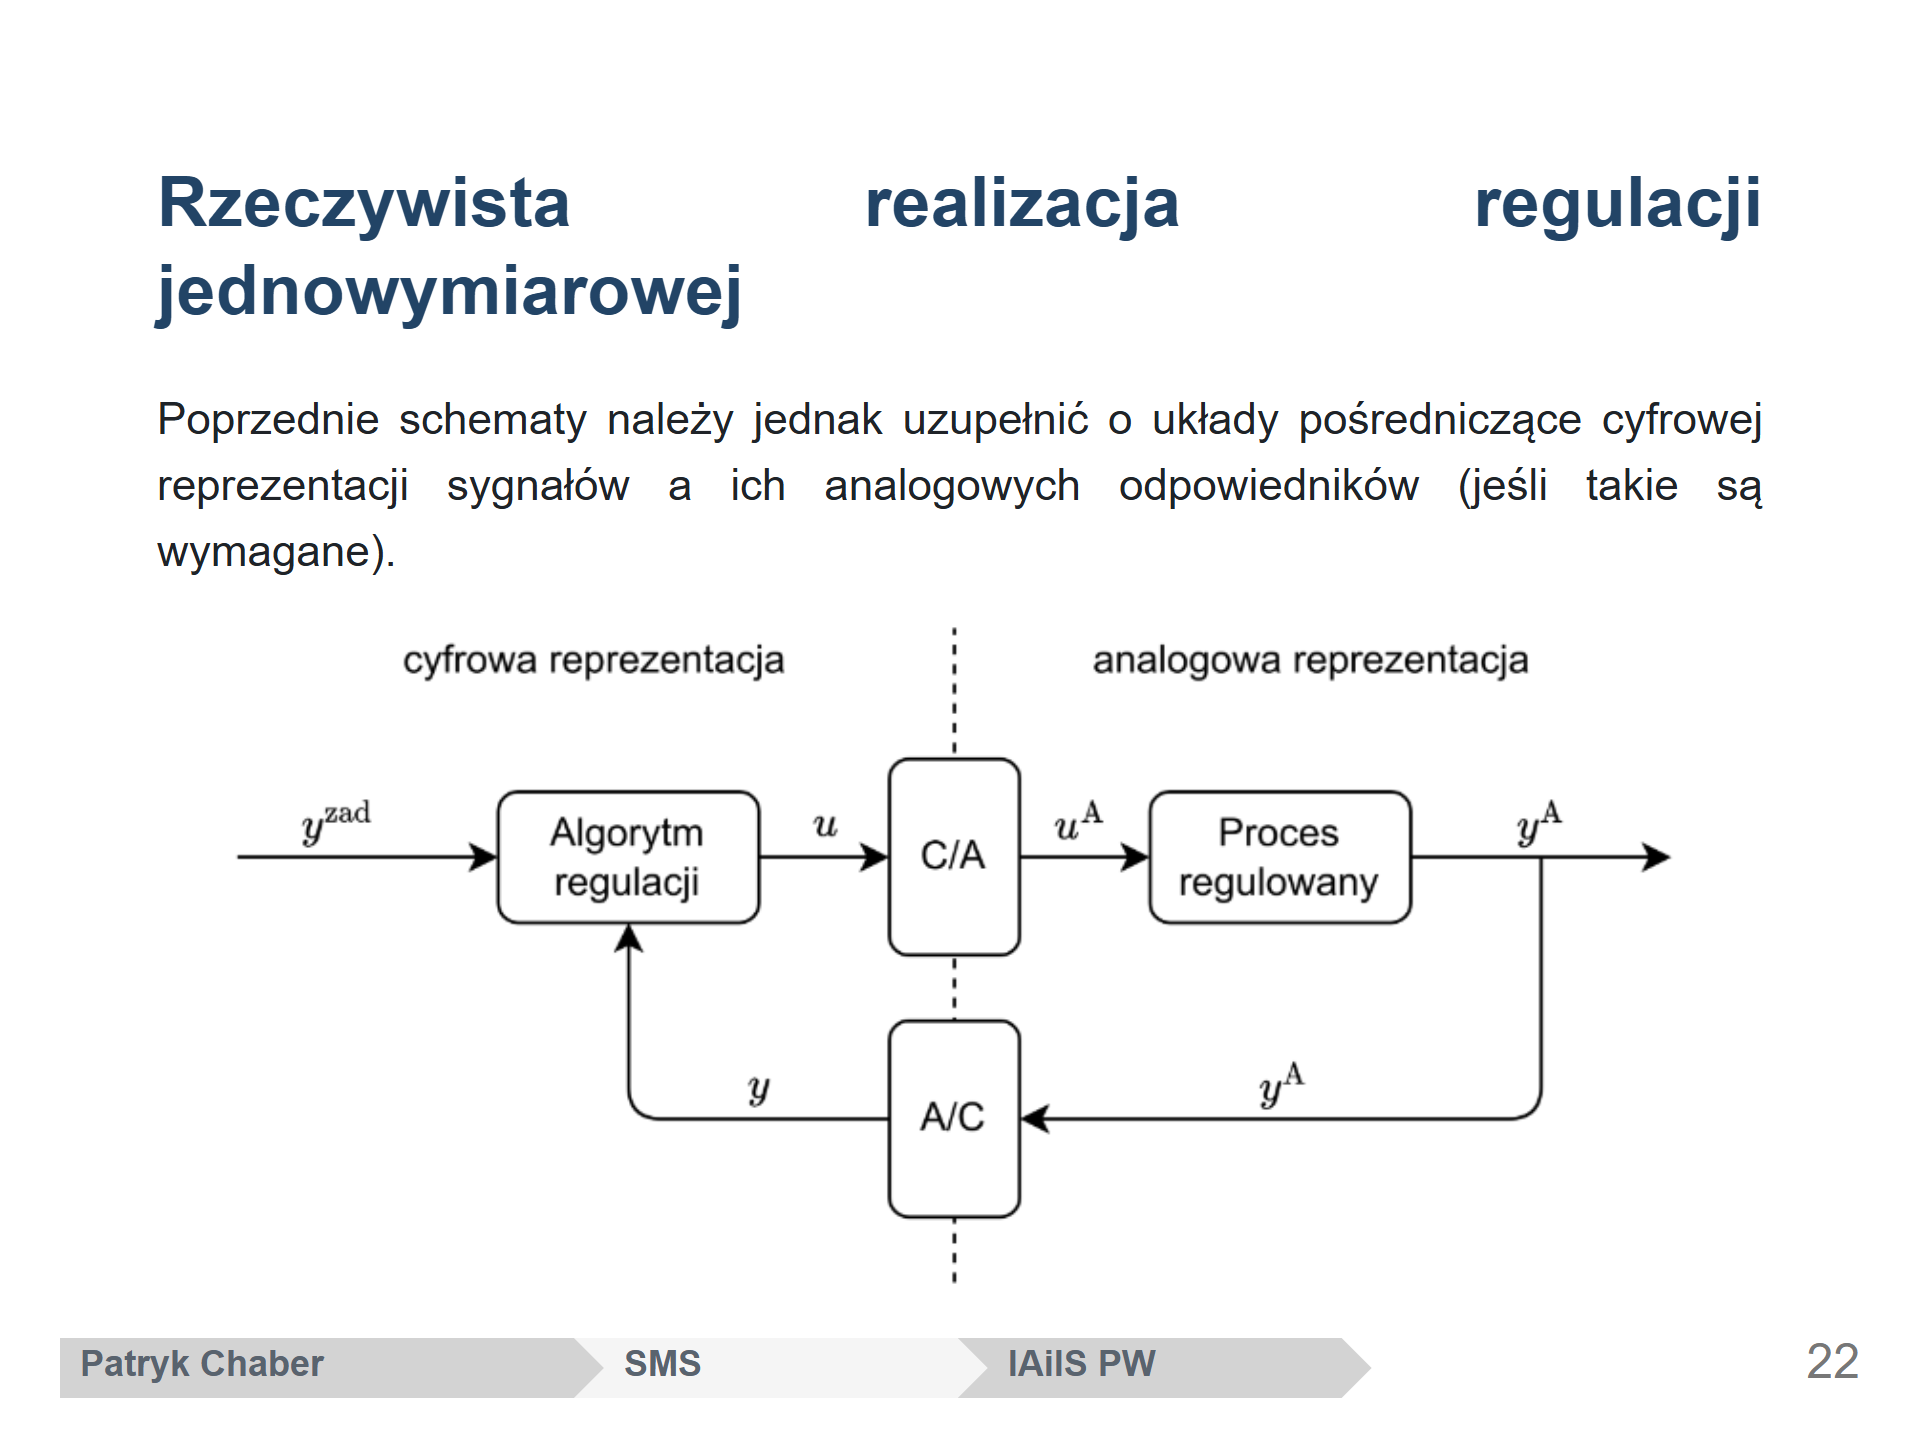 Rzeczywista realizacja regulacji
jednowymiarowej
Poprzednie schematy należy jednak uzupełnić o układy pośredniczące cyfrowej
reprezentacji sygnałów a ich analogowych odpowiedników (jeśli takie są
wymagane).
cyfrowa reprezentacja
analogowa reprezentacja
y^zad
Algorytm
regulacji
u
C/A
u^A
Proces
regulowany
y^A
y
A/C
y^A
Patryk Chaber
SMS
IAiIS PW
22